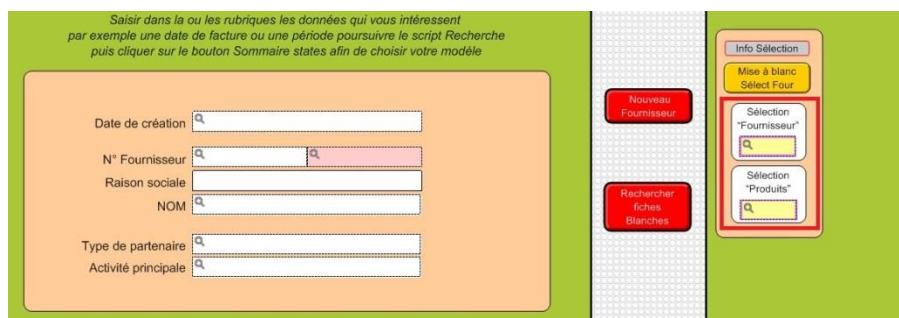 Saisir dans la ou les rubriques les données qui vous intéressent
par exemple une date de facture ou une période poursuivre le script Recherche
puis cliquer sur le bouton Sommaire states afin de choisir votre modèle
Date de création
N° Fournisseur
Raison sociale
NOM
Type de partenaire
Activité principale
Nouveau
Fournisseur
Rechercher
fiches
Blanches
Info Sélection
Mise à blanc
Sélect Four
Sélection
"Fournisseur"
Sélection
"Produits"